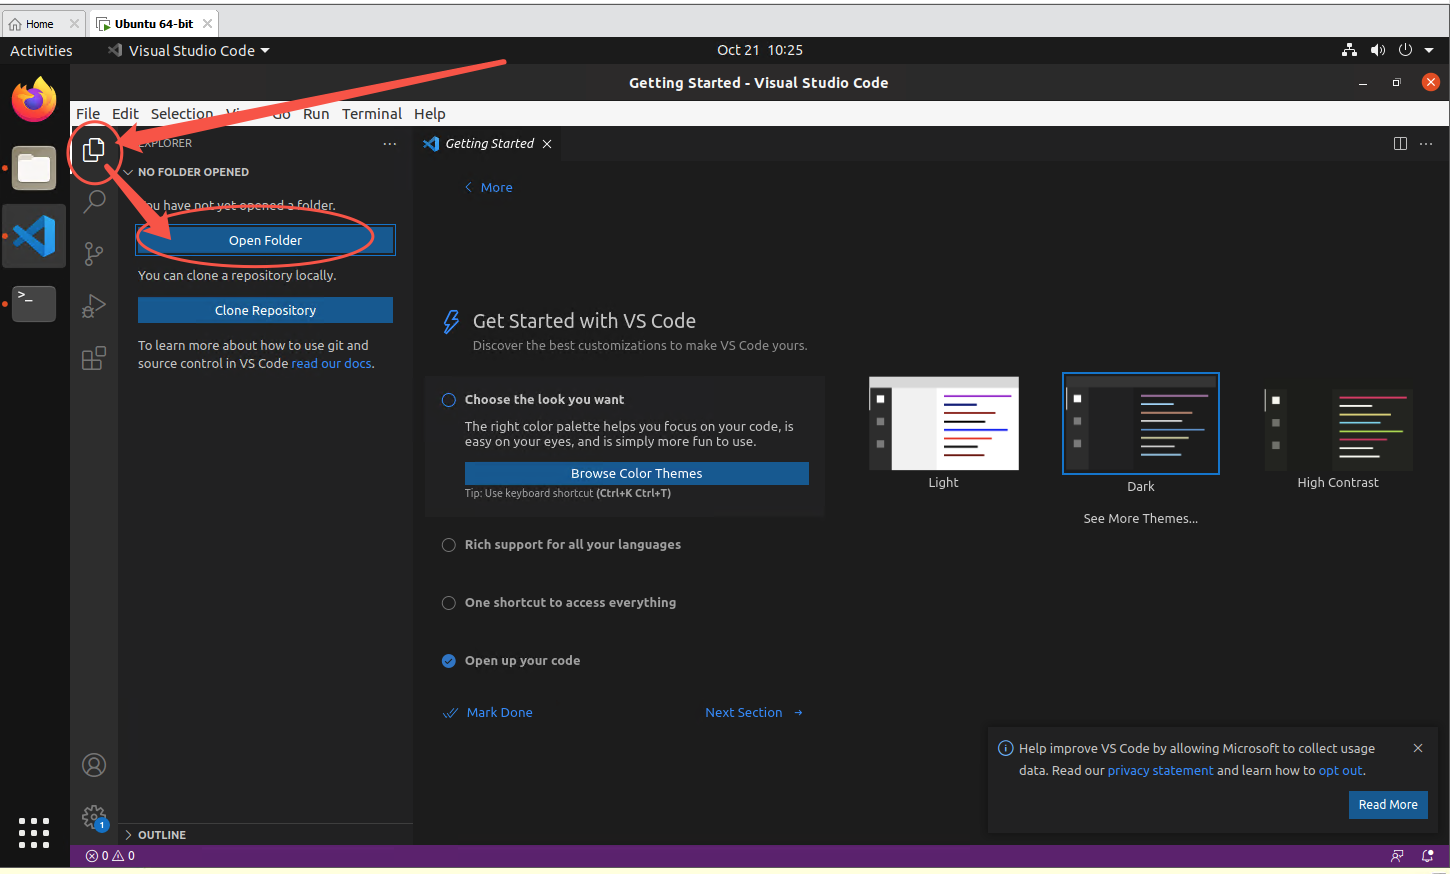 Home
Ubuntu 64-bit
Activities
Visual Studio Code
Oct 21 10:25
Getting Started - Visual Studio Code
File Edit Selection Go Run Terminal Help
EXPLORER
Getting Started
NO FOLDER OPENED
More
You have not yet opened a folder.
Open Folder
You can clone a repository locally.
Clone Repository
To learn more about how to use git and
source control in VS Code read our docs.
Get Started with VS Code
Discover the best customizations to make VS Code yours.
Choose the look you want
The right color palette helps you focus on your code, is
easy on your eyes, and is simply more fun to use.
Browse Color Themes
Tip: Use keyboard shortcut (Ctrl+K Ctrl+T)
Light
Dark
High Contrast
See More Themes...
Rich support for all your languages
One shortcut to access everything
Open up your code
Mark Done
Next Section
Help improve VS Code by allowing Microsoft to collect usage
data. Read our privacy statement and learn how to opt out.
Read More
1
OUTLINE
0 0